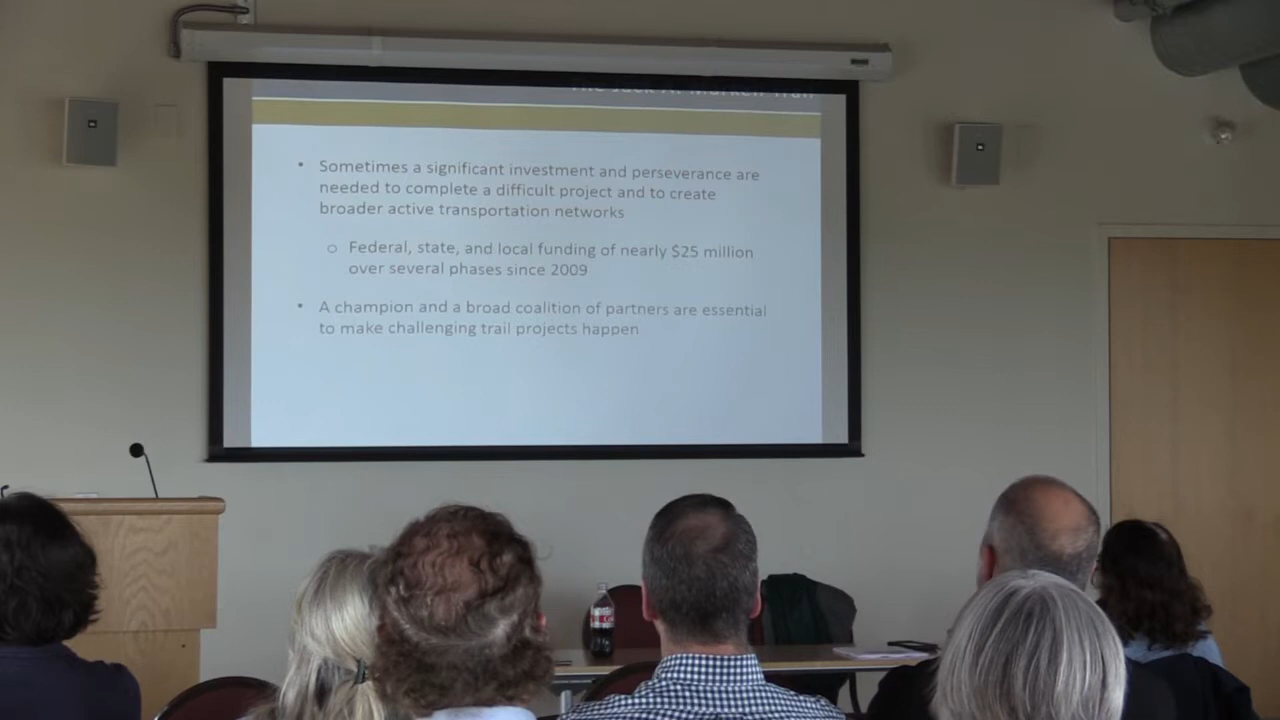 • Sometimes a significant investment and perseverance are
needed to complete a difficult project and to create
broader active transportation networks
o Federal, state, and local funding of nearly $25 million
over several phases since 2009
• A champion and a broad coalition of partners are essential
to make challenging trail projects happen